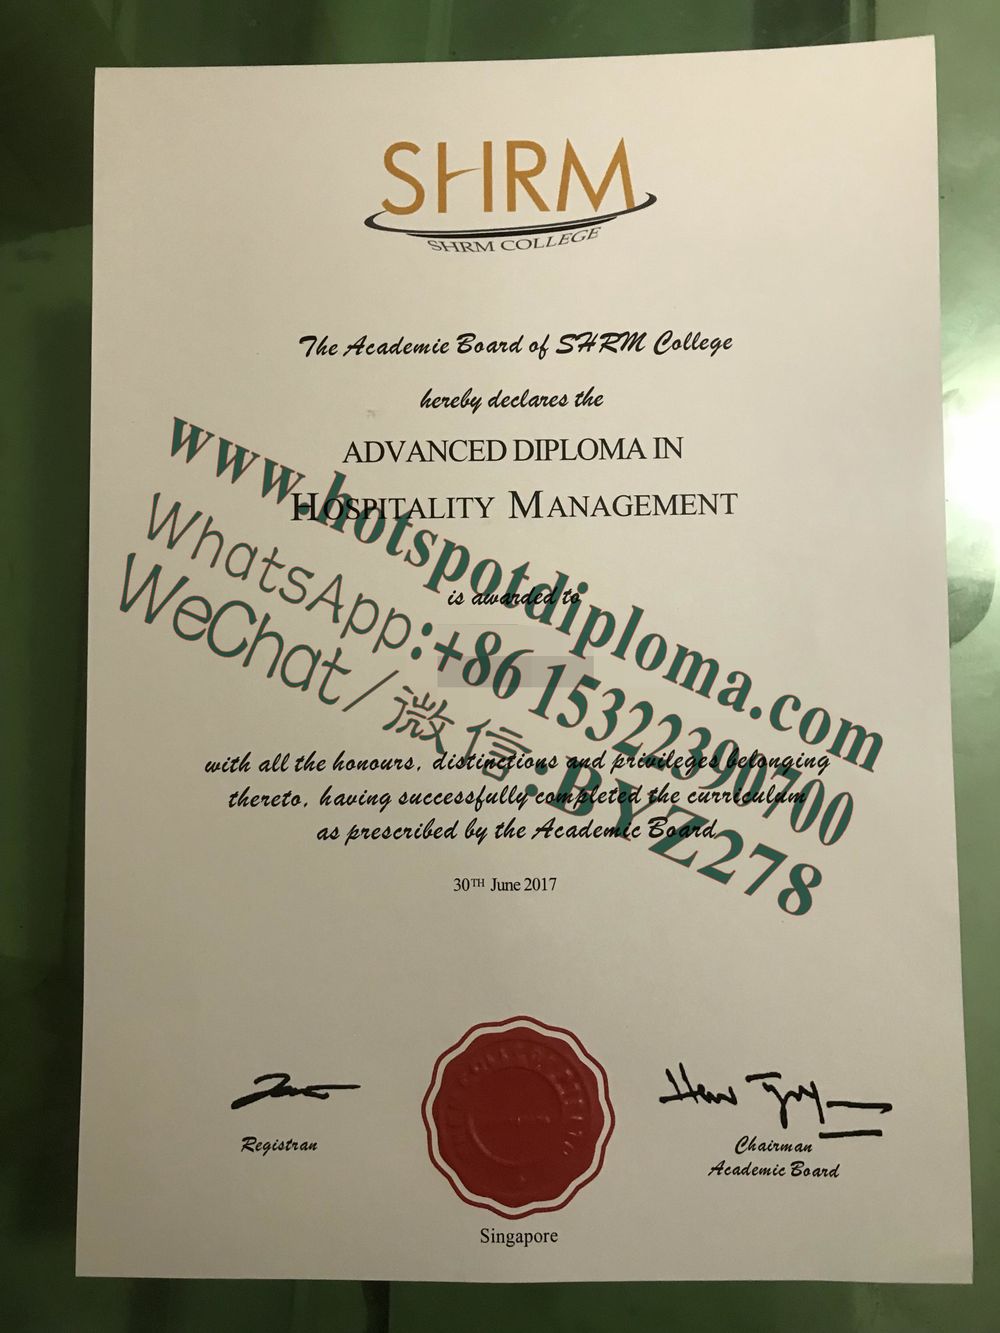 SHRM
SHRM COLLEGE
The Academic Board of SHRM College
hereby declares the
ADVANCED DIPLOMA IN
HOSPITALITY MANAGEMENT
is awarded to
with all the honours, distinctions and privileges belonging
thereto, having successfully completed the curriculum
as prescribed by the Academic Board
30TH June 2017
www.hotspotdiploma.com
WhatsApp:+86 15322390700
WeChat/微信:BYZ278
Registran
Chairman
Academic Board
Singapore